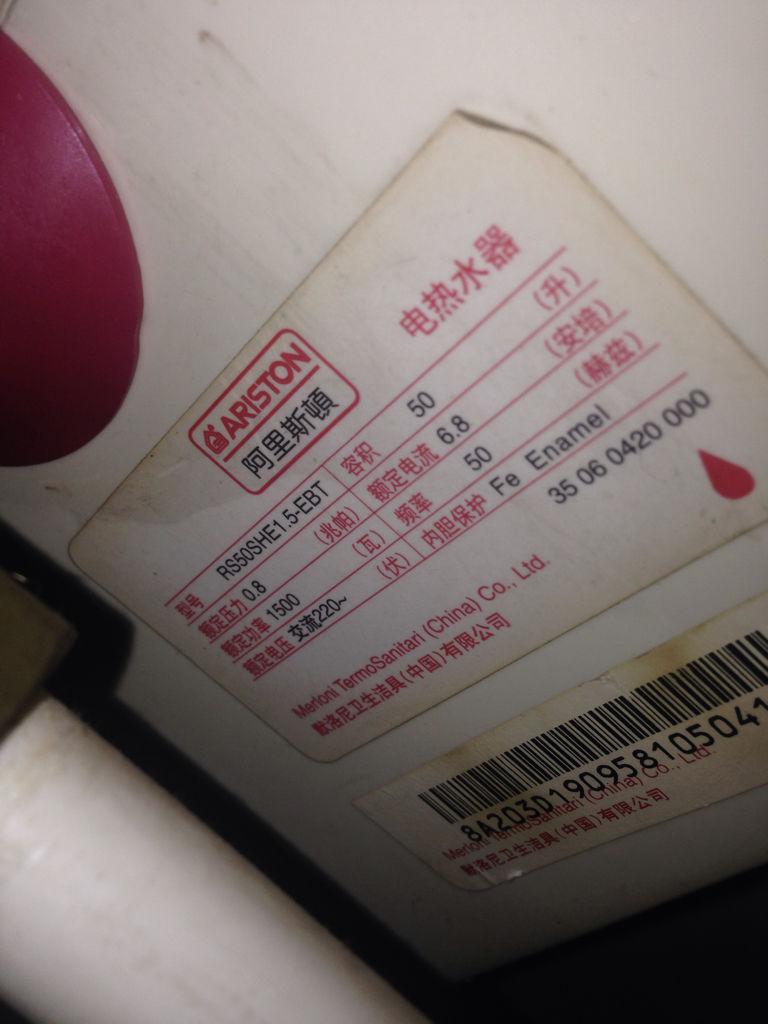 电热水器
ARISTON
阿里斯顿
型号 RS50SHE1.5-EBT 容积 50 (升)
额定压力 0.8 (兆帕) 额定电流 6.8 (安培)
额定功率 1500 (瓦) 频率 50 (赫兹)
额定电压 交流220~ (伏) 内胆保护 Fe Enamel
35 06 0420 000
Merloni TermoSanitari (China) Co., Ltd.
默洛尼卫生洁具(中国)有限公司
8A203D190958105041
Merloni TermoSanitari (China) Co., Ltd
默洛尼卫生洁具(中国)有限公司